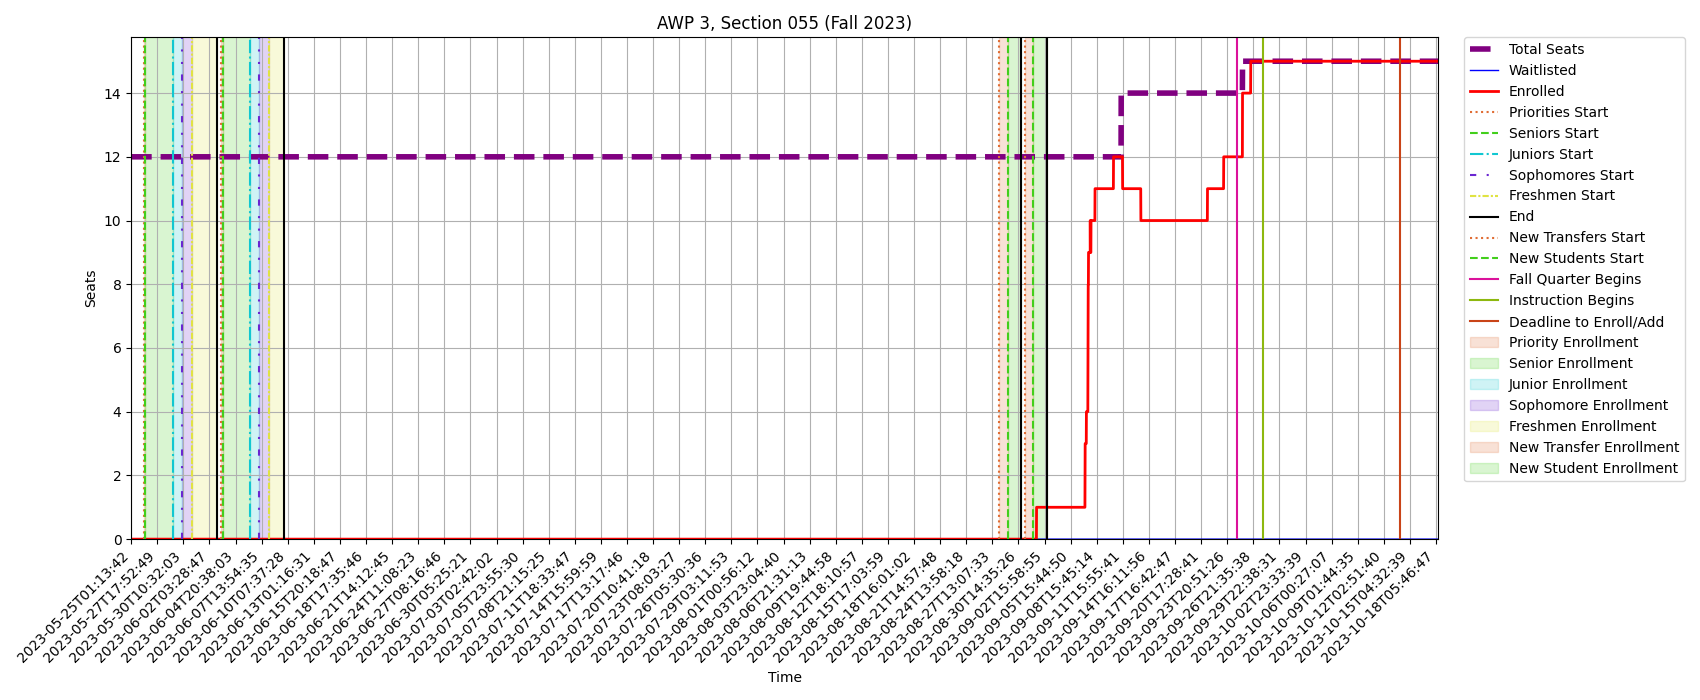 AWP 3, Section 055 (Fall 2023)
Seats
14
12
10
8
6
4
2
0
2023-05-25T01:13:42
2023-05-27T17:52:49
2023-05-30T10:32:03
2023-06-02T03:28:47
2023-06-04T20:38:03
2023-06-07T13:54:35
2023-06-10T07:37:28
2023-06-13T01:16:31
2023-06-15T20:18:47
2023-06-18T17:35:46
2023-06-21T14:12:45
2023-06-24T11:08:23
2023-06-27T08:16:46
2023-06-30T05:25:21
2023-07-03T02:42:02
2023-07-05T23:55:30
2023-07-08T21:15:25
2023-07-11T18:33:47
2023-07-14T15:59:59
2023-07-17T13:17:46
2023-07-20T10:41:18
2023-07-23T08:03:27
2023-07-26T05:30:36
2023-07-29T03:11:53
2023-08-01T00:56:12
2023-08-03T23:04:40
2023-08-06T21:31:13
2023-08-09T19:44:58
2023-08-12T18:10:57
2023-08-15T17:03:59
2023-08-18T16:01:02
2023-08-21T14:57:48
2023-08-24T13:58:18
2023-08-27T13:07:33
2023-08-30T14:35:26
2023-09-02T15:58:55
2023-09-05T15:44:50
2023-09-08T15:45:14
2023-09-11T15:55:41
2023-09-14T16:11:56
2023-09-17T16:42:47
2023-09-20T17:28:41
2023-09-23T20:51:26
2023-09-26T21:35:38
2023-09-29T22:38:31
2023-10-02T23:33:39
2023-10-06T00:27:07
2023-10-09T01:44:35
2023-10-12T02:51:40
2023-10-15T04:32:39
2023-10-18T05:46:47
Time
Total Seats
Waitlisted
Enrolled
Priorities Start
Seniors Start
Juniors Start
Sophomores Start
Freshmen Start
End
New Transfers Start
New Students Start
Fall Quarter Begins
Instruction Begins
Deadline to Enroll/Add
Priority Enrollment
Senior Enrollment
Junior Enrollment
Sophomore Enrollment
Freshmen Enrollment
New Transfer Enrollment
New Student Enrollment